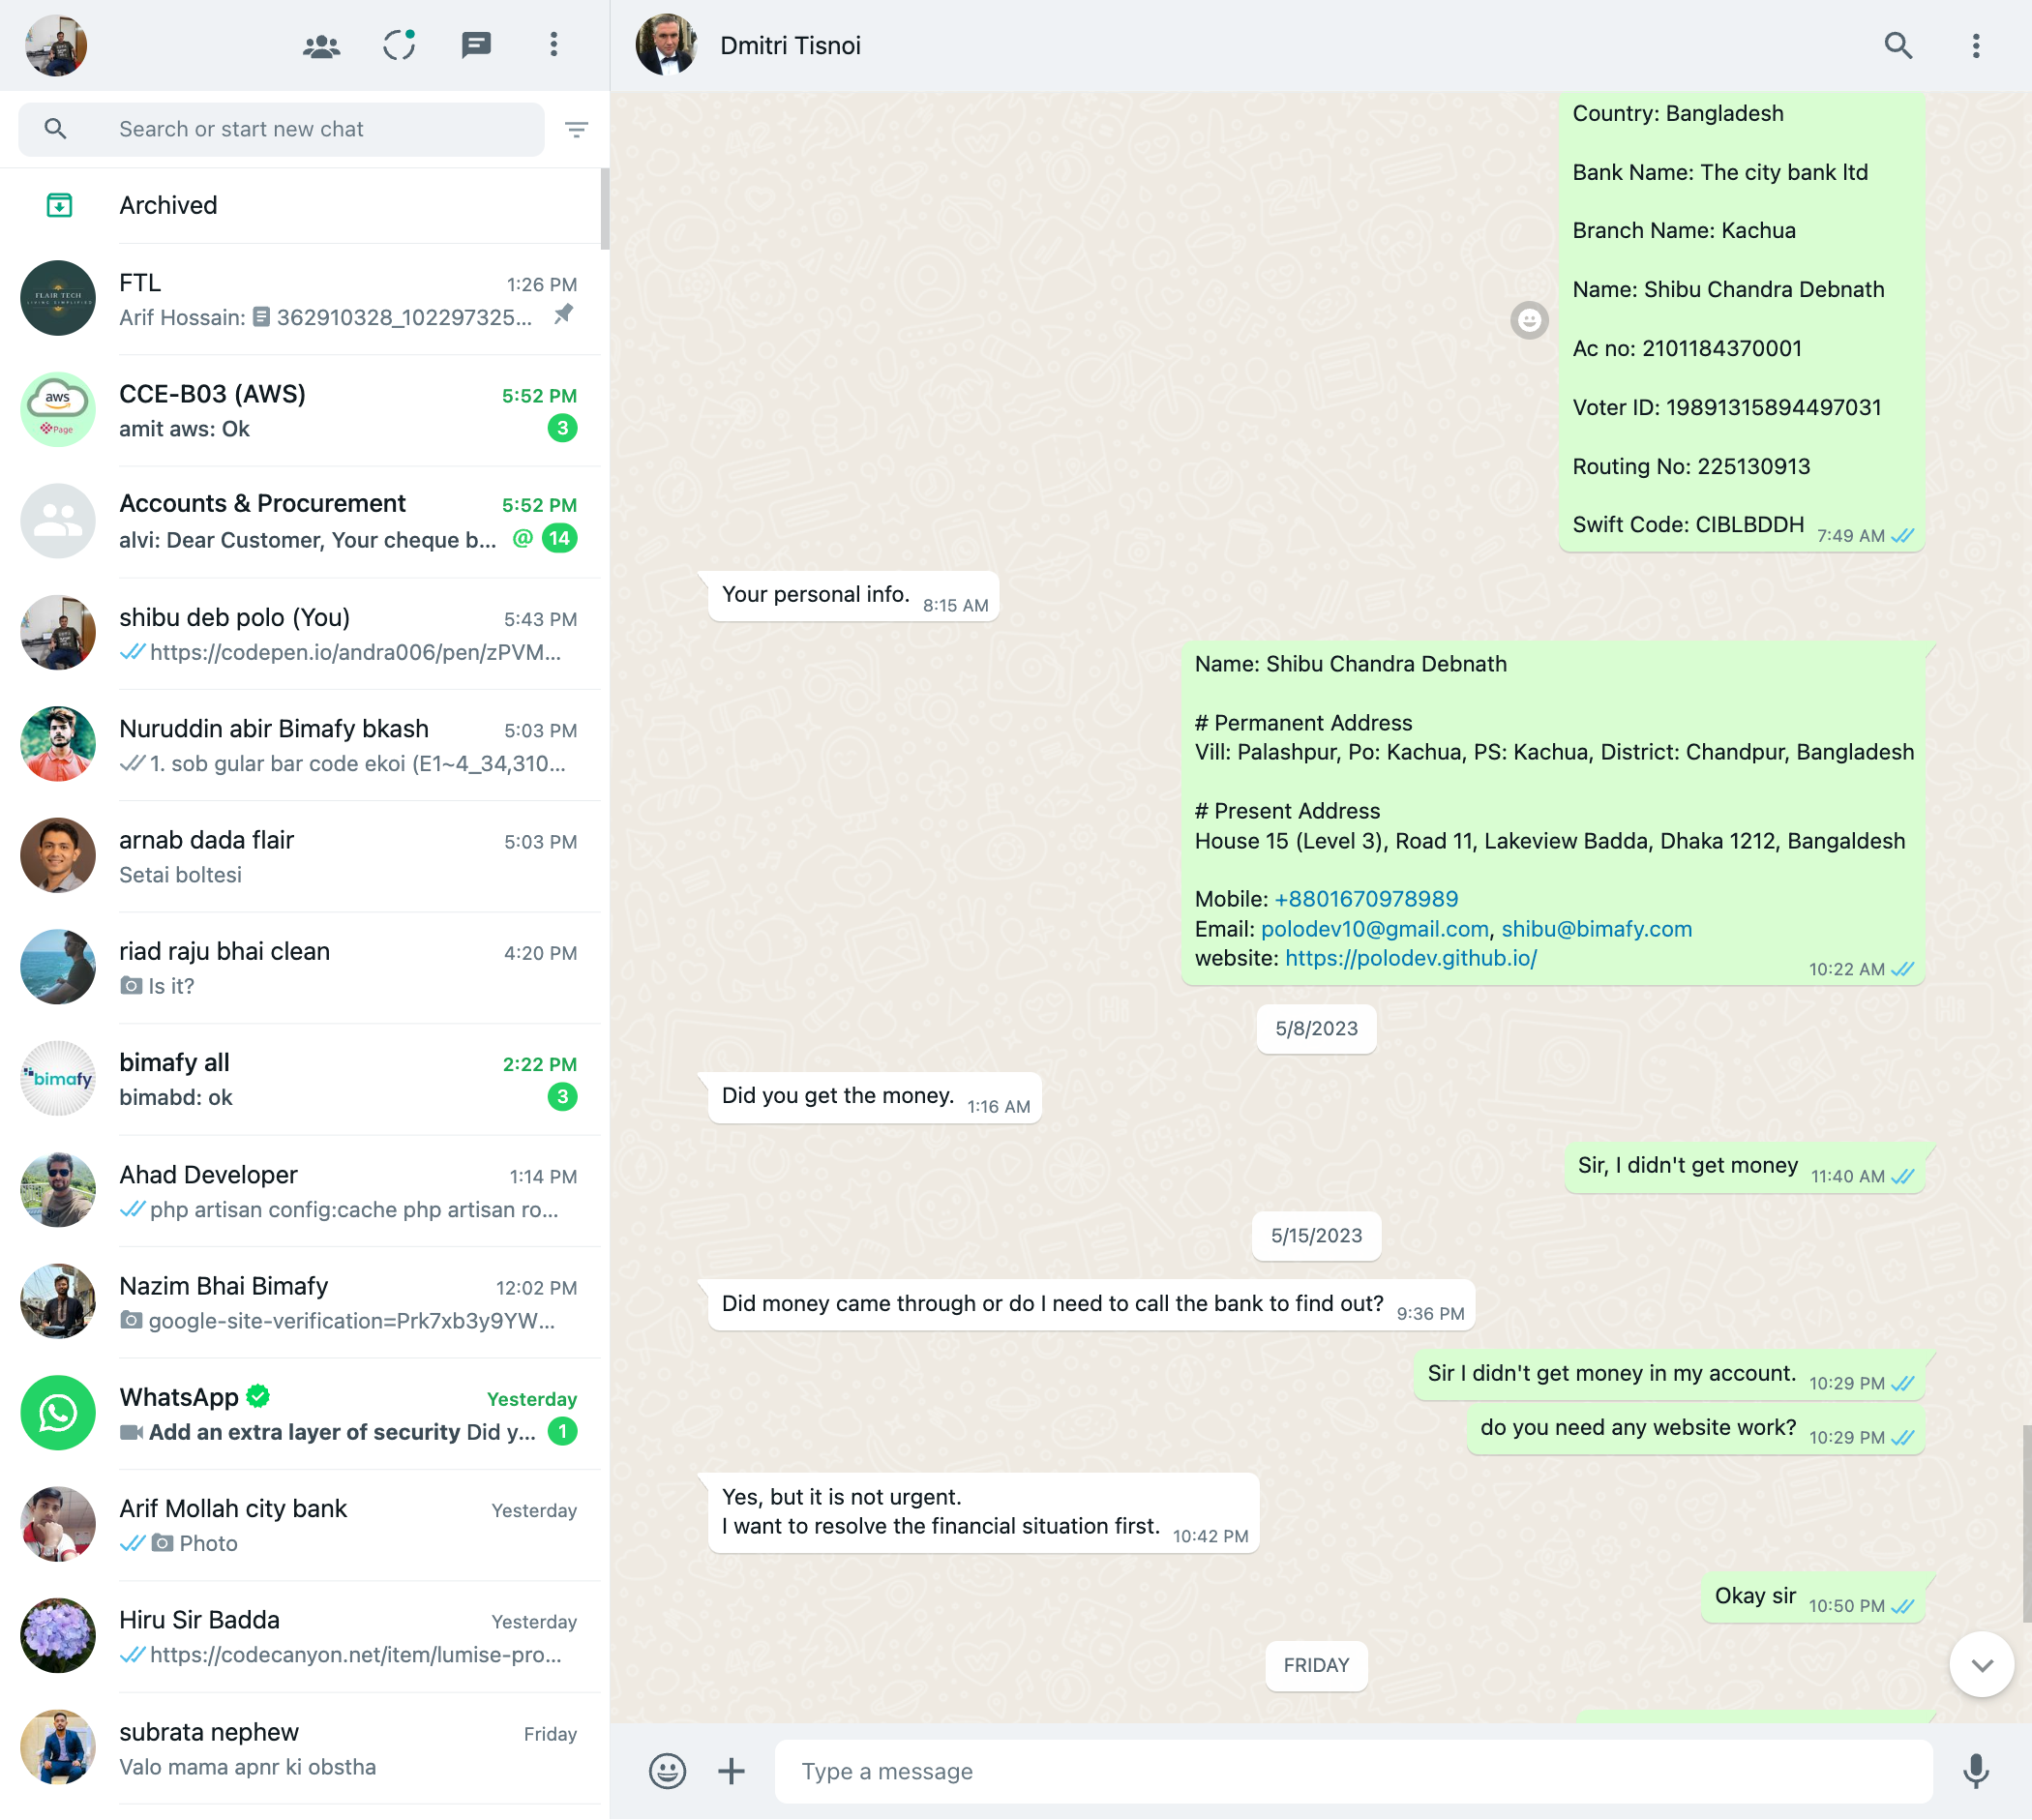 Search or start new chat
Archived
FLAIR TECH
FTL
1:26 PM
Arif Hossain: 362910328_102297325...
aws
Page
CCE-B03 (AWS)
5:52 PM
amit aws: Ok
3
Accounts & Procurement
5:52 PM
alvi: Dear Customer, Your cheque b...
@ 14
shibu deb polo (You)
5:43 PM
https://codepen.io/andra006/pen/zPVM...
Nuruddin abir Bimafy bkash
5:03 PM
1. sob gular bar code ekoi (E1~4_34,310...
arnab dada flair
5:03 PM
Setai boltesi
riad raju bhai clean
4:20 PM
Is it?
bimafy
bimafy all
2:22 PM
bimabd: ok
3
Ahad Developer
1:14 PM
php artisan config:cache php artisan ro...
Nazim Bhai Bimafy
12:02 PM
google-site-verification=Prk7xb3y9YW...
WhatsApp
Yesterday
Add an extra layer of security Did y...
1
Arif Mollah city bank
Yesterday
Photo
Hiru Sir Badda
Yesterday
https://codecanyon.net/item/lumise-pro...
subrata nephew
Friday
Valo mama apnr ki obstha
Dmitri Tisnoi
Country: Bangladesh
Bank Name: The city bank ltd
Branch Name: Kachua
Name: Shibu Chandra Debnath
Ac no: 2101184370001
Voter ID: 19891315894497031
Routing No: 225130913
Swift Code: CIBLBDDH 7:49 AM
Your personal info. 8:15 AM
Name: Shibu Chandra Debnath
# Permanent Address
Vill: Palashpur, Po: Kachua, PS: Kachua, District: Chandpur, Bangladesh
# Present Address
House 15 (Level 3), Road 11, Lakeview Badda, Dhaka 1212, Bangaldesh
Mobile: +8801670978989
Email: polodev10@gmail.com, shibu@bimafy.com
website: https://polodev.github.io/
10:22 AM
5/8/2023
Did you get the money. 1:16 AM
Sir, I didn't get money 11:40 AM
5/15/2023
Did money came through or do I need to call the bank to find out? 9:36 PM
Sir I didn't get money in my account. 10:29 PM
do you need any website work? 10:29 PM
Yes, but it is not urgent.
I want to resolve the financial situation first. 10:42 PM
Okay sir 10:50 PM
FRIDAY
Type a message